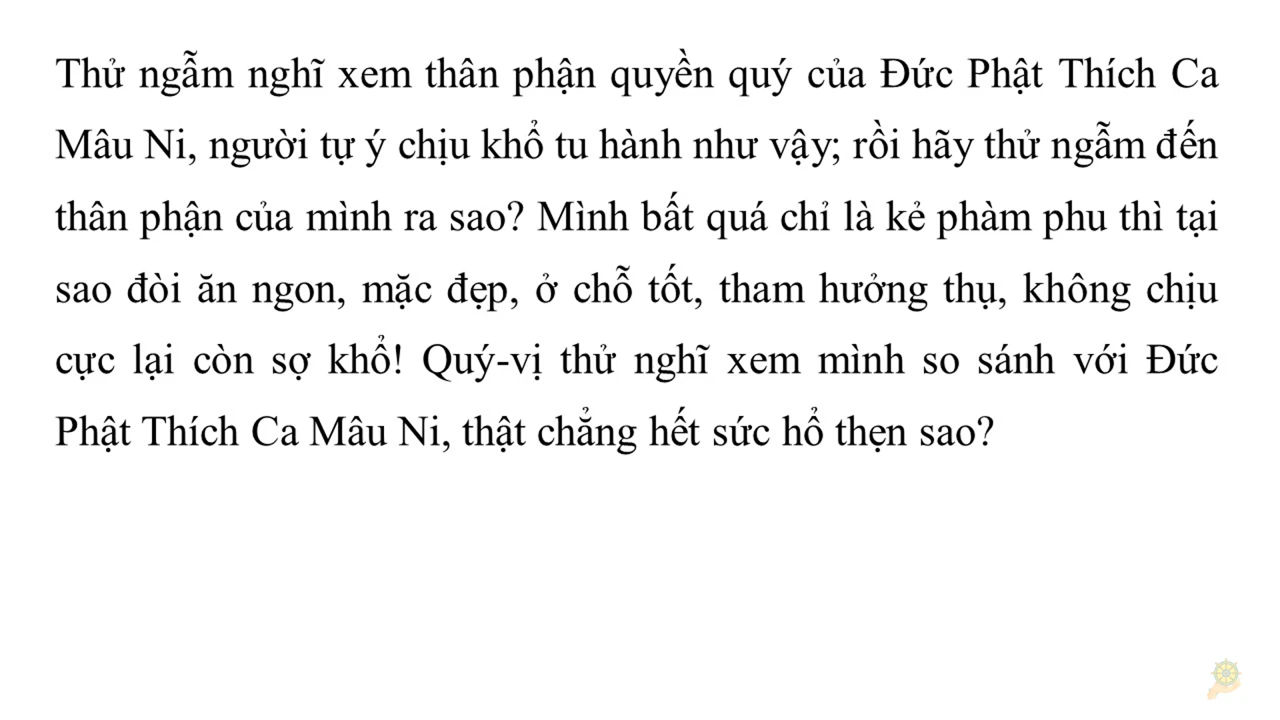 Thử ngẫm nghĩ xem thân phận quyền quý của Đức Phật Thích Ca
Mâu Ni, người tự ý chịu khổ tu hành như vậy; rồi hãy thử ngẫm đến
thân phận của mình ra sao? Mình bất quá chỉ là kẻ phàm phu thì tại
sao đòi ăn ngon, mặc đẹp, ở chỗ tốt, tham hưởng thụ, không chịu
cực lại còn sợ khổ! Quý-vị thử nghĩ xem mình so sánh với Đức
Phật Thích Ca Mâu Ni, thật chẳng hết sức hổ thẹn sao?